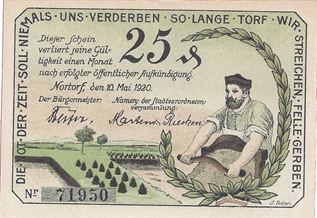 DIE·NOT·DER·ZEIT·SOLL·NIEMALS·UNS·VERDERBEN·SO·LANGE·TORF·WIR·STREICHEN,·FELLE·GERBEN.
Dieser Schein
verliert seine Gül-
tigkeit einen Monat
nach erfolgter öffentlicher Aufkündigung.
25
Nortorf, den 10. Mai 1920.
Der Bürgermeister: Namens der Stadtverordneten-
versammlung:
Martens
Nr 71950